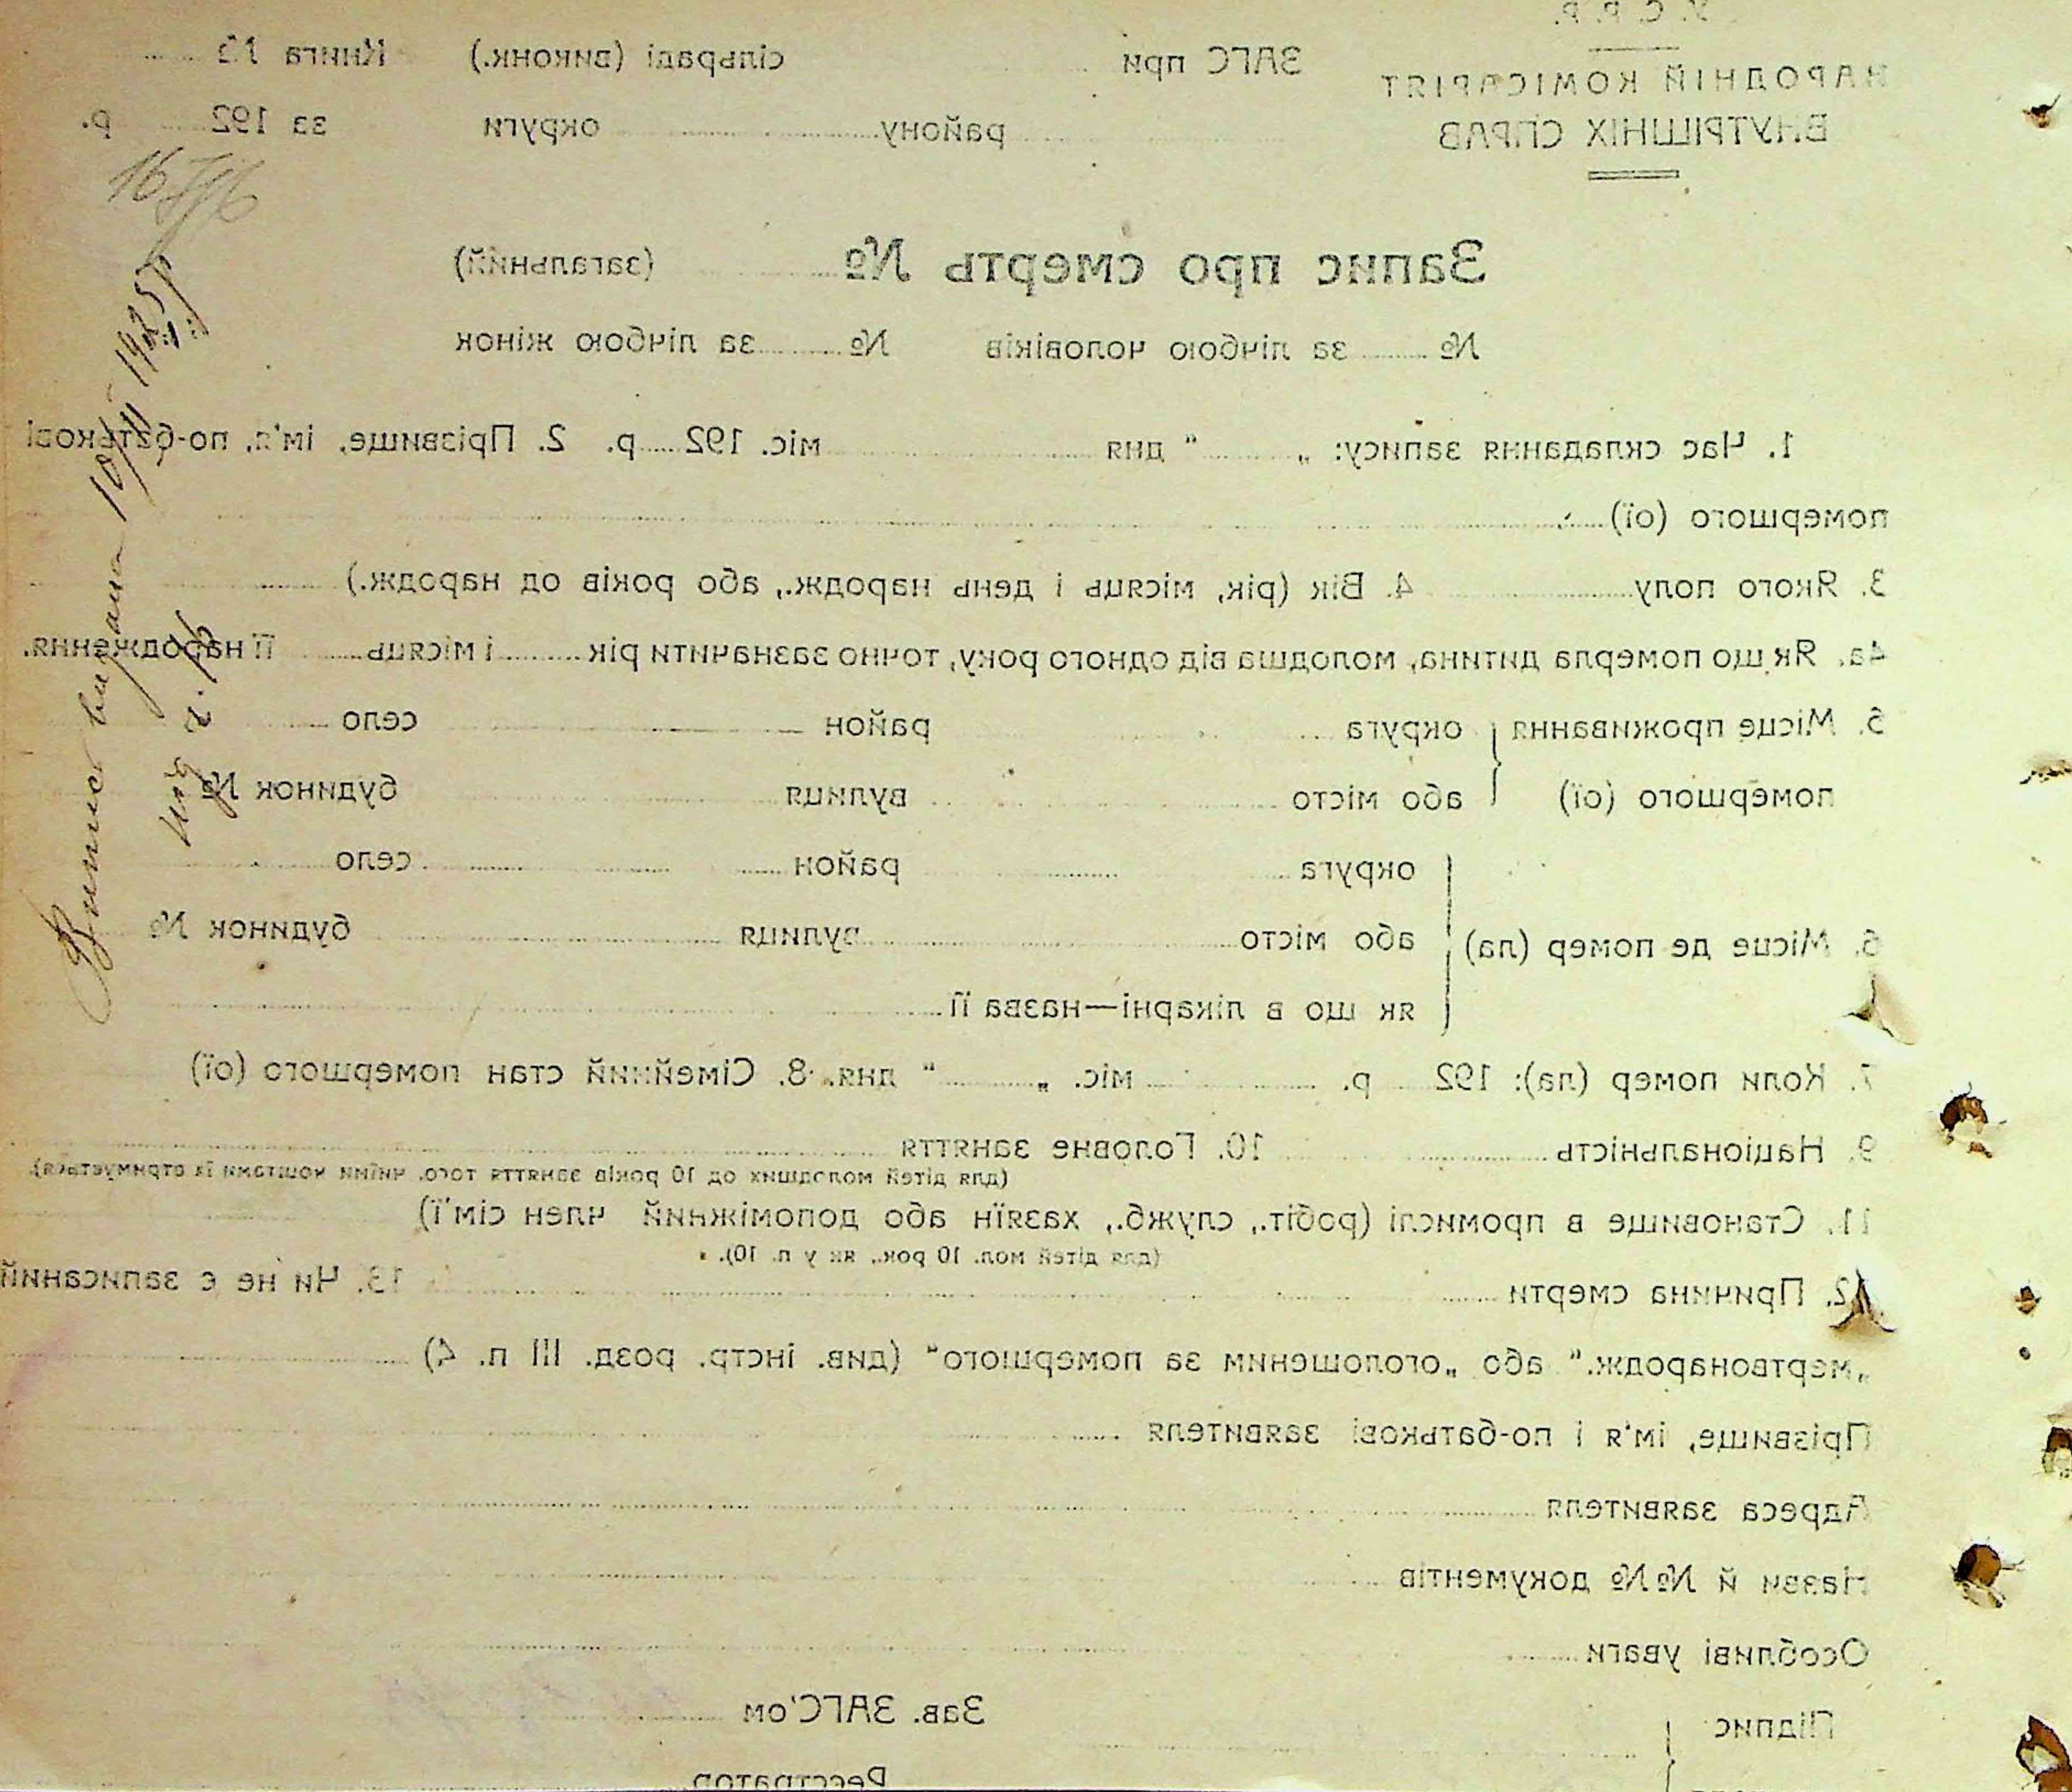 У. С. Р. Р.
НАРОДНІЙ КОМІСАРІЯТ
ВНУТРІШНІХ СПРАВ
ЗАГС при сільраді (виконк.) Книга №
району округи за 192 р.
Запис про смерть № (загальний)
№ за лічбою чоловіків № за лічбою жінок
1. Час складання запису: „ “ дня міс. 192 р. 2. Прізвище, ім'я, по-батькові
помершого (ої)
3. Якого полу 4. Вік (рік, місяць і день народж., або років од народж.)
4а. Як що померла дитина, молодша від одного року, точно зазначити рік і місяць її народження.
5. Місце проживання округа район село
помершого (ої) або місто вулиця будинок №
6. Місце де помер (ла) округа район село
або місто вулиця будинок №
як що в лікарні—назва її
7. Коли помер (ла): 192 р. міс. „ “ дня. 8. Сімейний стан помершого (ої)
9. Національність 10. Головне заняття
(для дітей молодших од 10 років заняття того, чиїми коштами їх отримується).
11. Становище в промислі (робіт., служб., хазяїн або допоміжний член сім'ї)
(для дітей мол. 10 рок., як у п. 10).
12. Причина смерти 13. Чи не є записаний
„мертвонародж.“ або „оголошеним за помершого“ (див. інстр. розд. III п. 4)
Прізвище, ім'я і по-батькові заявителя
Адреса заявителя
Назви й №№ документів
Особливі уваги
Підпис Зав. ЗАГС'ом
Реєстратор
16
Випис видано 10/II 1925 р.